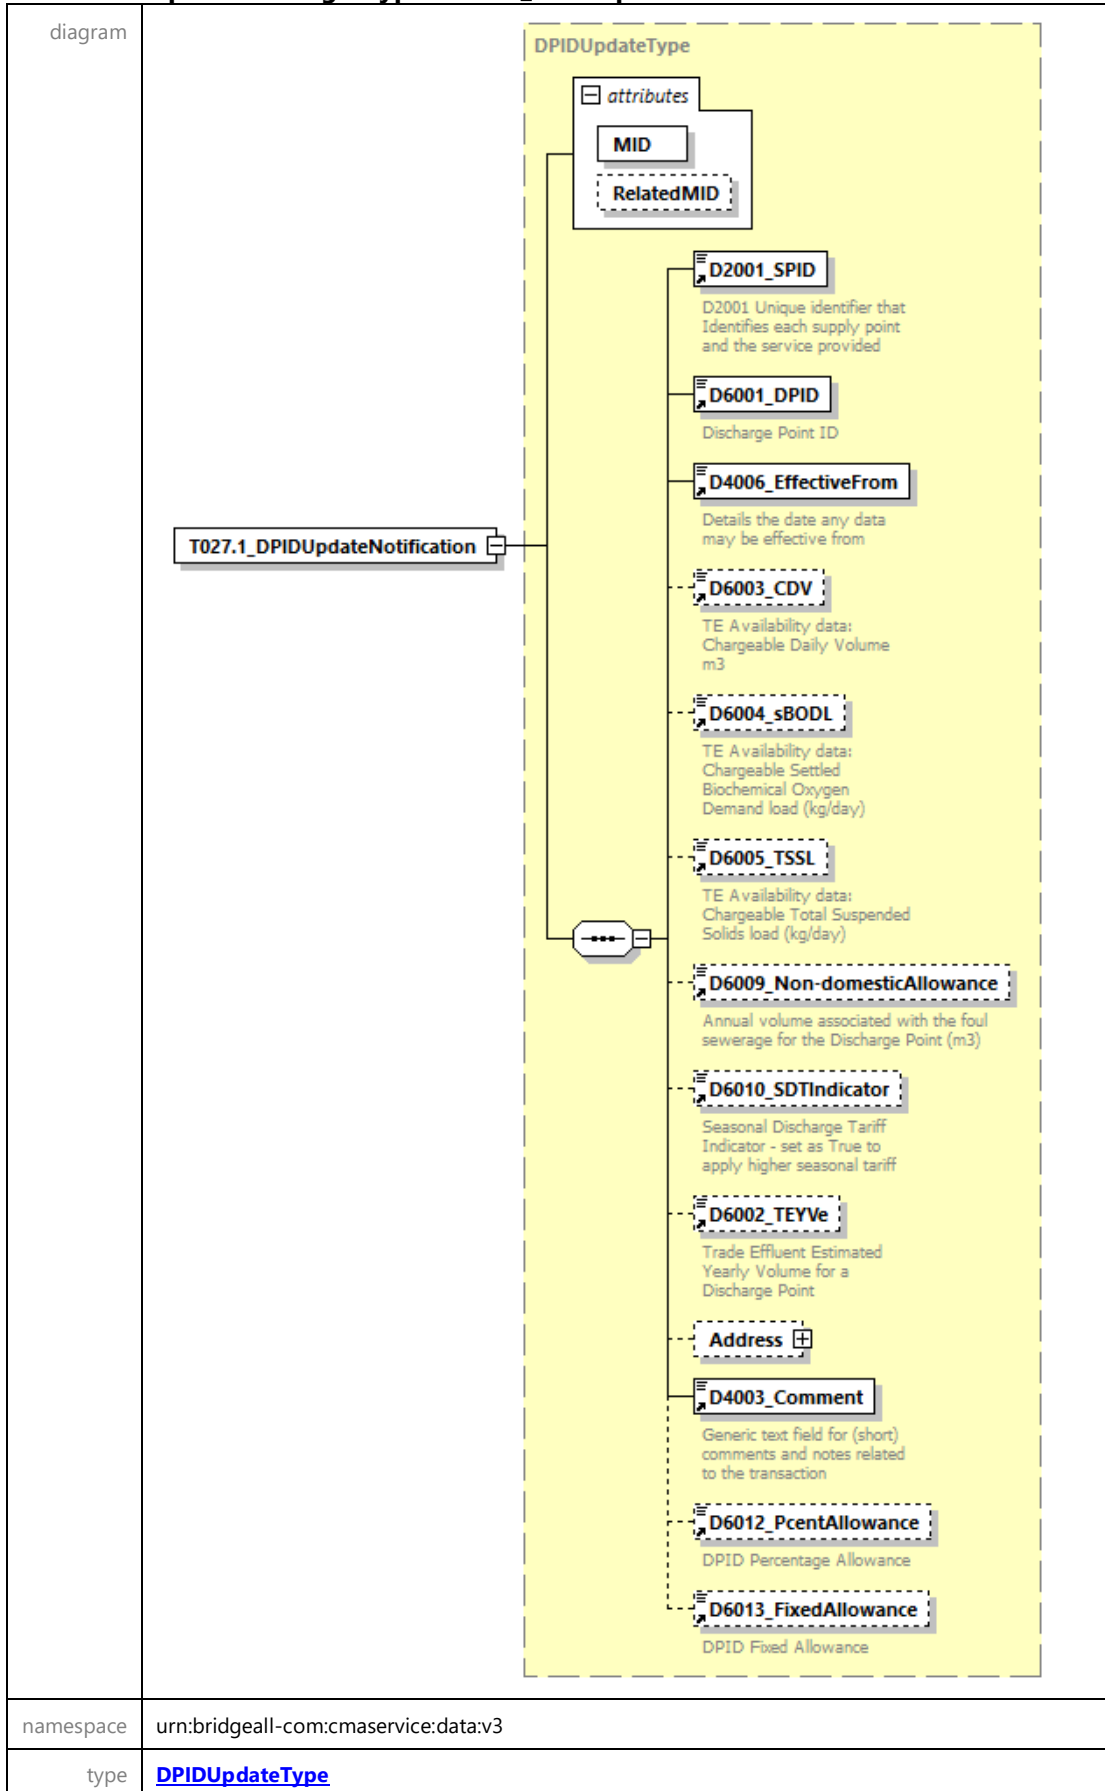 diagram
DPIDUpdateType
attributes
MID
RelatedMID
D2001_SPID
D2001 Unique identifier that
Identifies each supply point
and the service provided
D6001_DPID
Discharge Point ID
D4006_EffectiveFrom
Details the date any data
may be effective from
T027.1_DPIDUpdateNotification
D6003_CDV
TE Availability data:
Chargeable Daily Volume
m3
D6004_sBODL
TE Availability data:
Chargeable Settled
Biochemical Oxygen
Demand load (kg/day)
D6005_TSSL
TE Availability data:
Chargeable Total Suspended
Solids load (kg/day)
D6009_Non-domesticAllowance
Annual volume associated with the foul
sewerage for the Discharge Point (m3)
D6010_SDTIndicator
Seasonal Discharge Tariff
Indicator - set as True to
apply higher seasonal tariff
D6002_TEYVe
Trade Effluent Estimated
Yearly Volume for a
Discharge Point
Address
D4003_Comment
Generic text field for (short)
comments and notes related
to the transaction
D6012_PcentAllowance
DPID Percentage Allowance
D6013_FixedAllowance
DPID Fixed Allowance
namespace urn:bridgeall-com:cmaservice:data:v3
type DPIDUpdateType